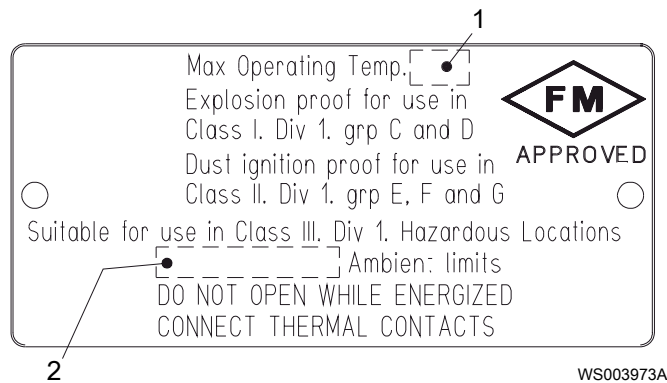 1
Max Operating Temp.
Explosion proof for use in
Class I. Div 1. grp C and D
FM
APPROVED
Dust ignition proof for use in
Class II. Div 1. grp E, F and G
Suitable for use in Class III. Div 1. Hazardous Locations
Ambien: limits
DO NOT OPEN WHILE ENERGIZED
CONNECT THERMAL CONTACTS
2
WS003973A